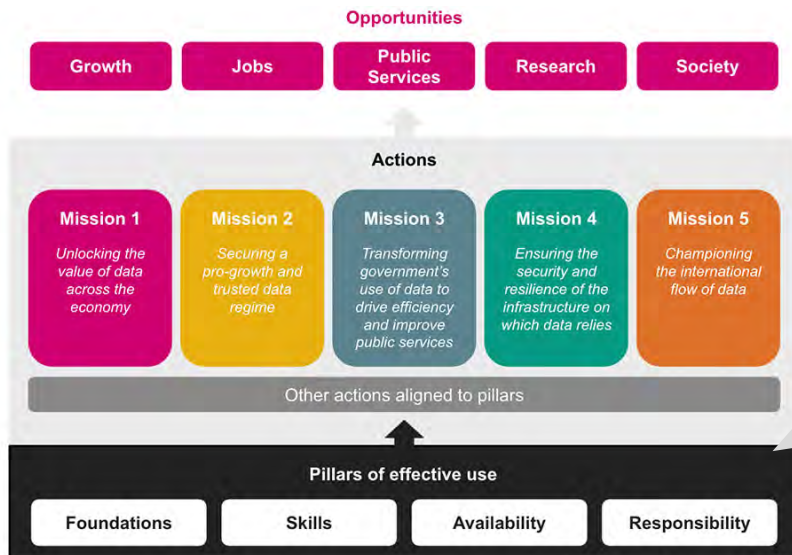 Opportunities
Growth
Jobs
Public
Services
Research
Society
Actions
Mission 1
Unlocking the
value of data
across the
economy
Mission 2
Securing a
pro-growth and
trusted data
regime
Mission 3
Transforming
government's
use of data to
drive efficiency
and improve
public services
Mission 4
Ensuring the
security and
resilience of the
infrastructure on
which data relies
Mission 5
Championing
the international
flow of data
Other actions aligned to pillars
Pillars of effective use
Foundations
Skills
Availability
Responsibility